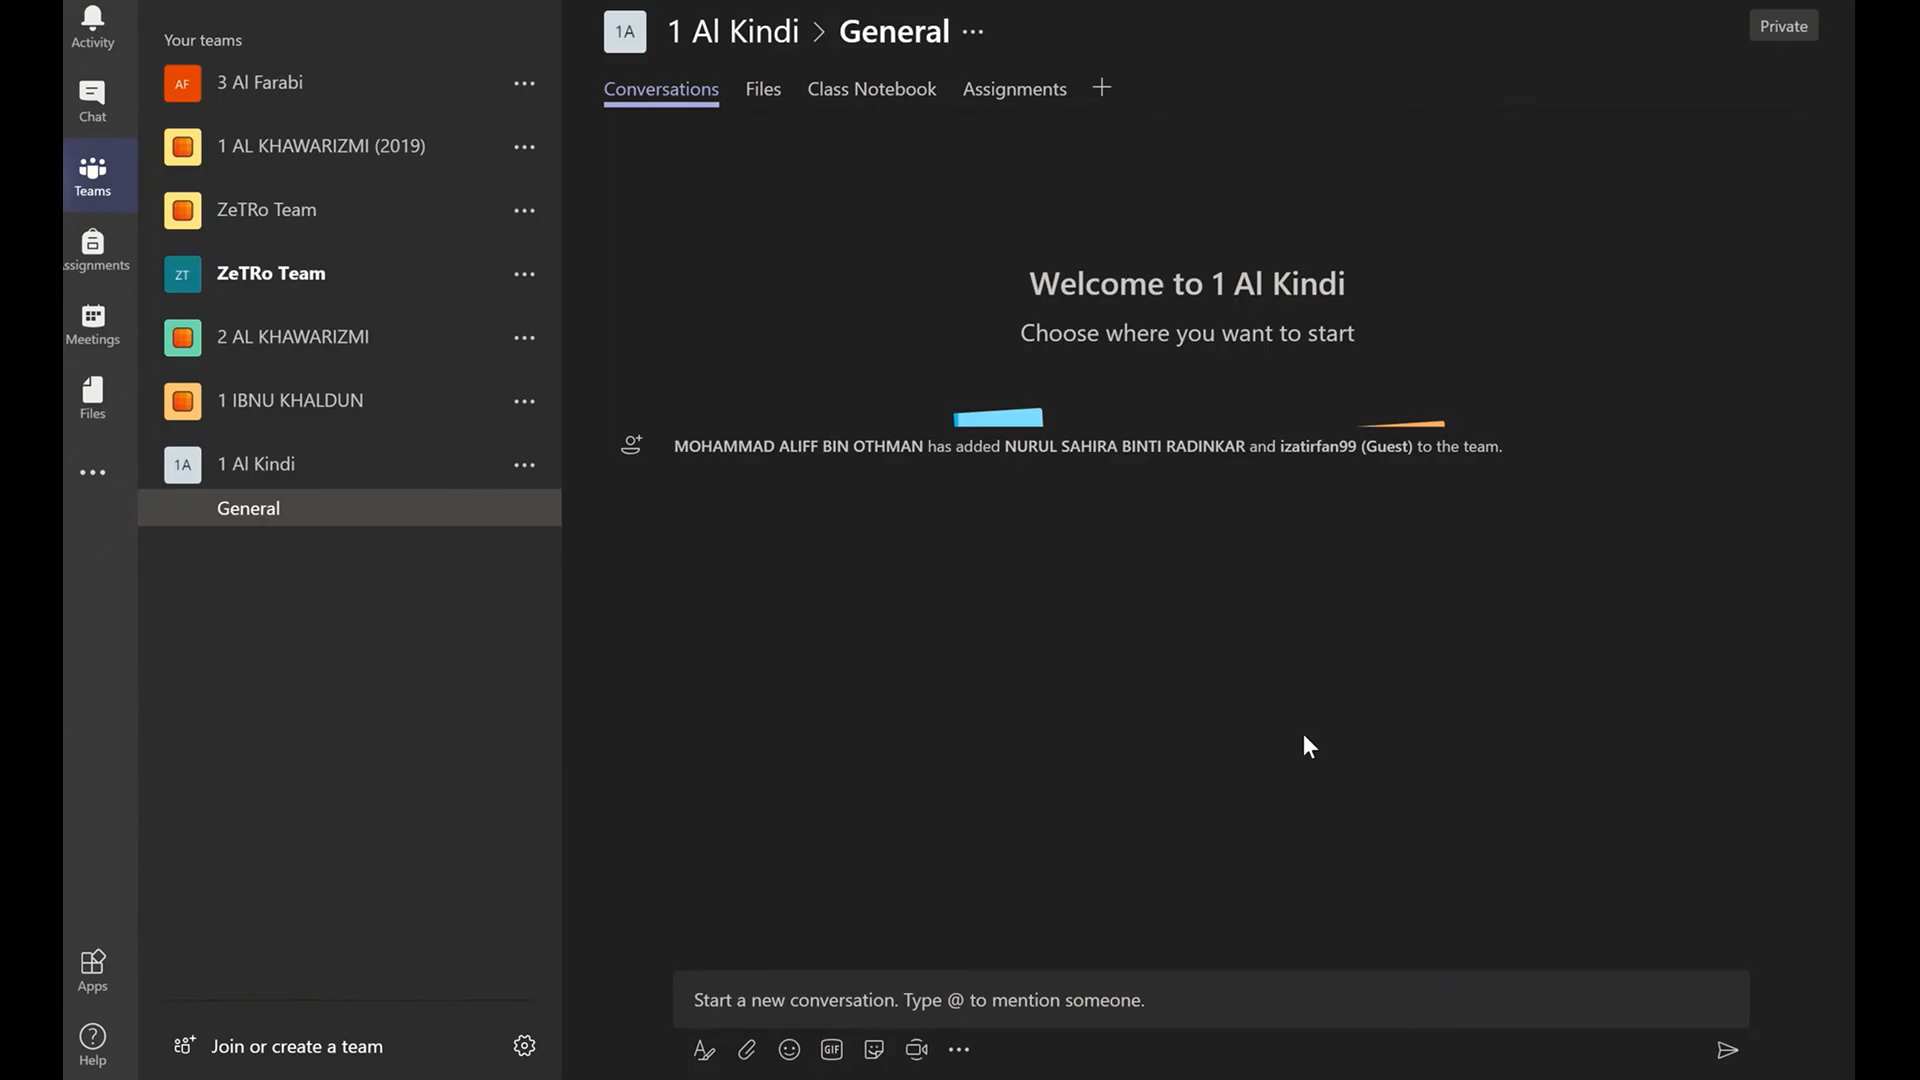 Activity
Chat
Teams
ssignments
Meetings
Files
Apps
Help
Your teams
AF 3 Al Farabi
1 AL KHAWARIZMI (2019)
ZeTRo Team
ZT ZeTRo Team
2 AL KHAWARIZMI
1 IBNU KHALDUN
1A 1 Al Kindi
General
Join or create a team
1A 1 Al Kindi > General ...
Private
Conversations Files Class Notebook Assignments +
Welcome to 1 Al Kindi
Choose where you want to start
MOHAMMAD ALIFF BIN OTHMAN has added NURUL SAHIRA BINTI RADINKAR and izatirfan99 (Guest) to the team.
Start a new conversation. Type @ to mention someone.
GIF